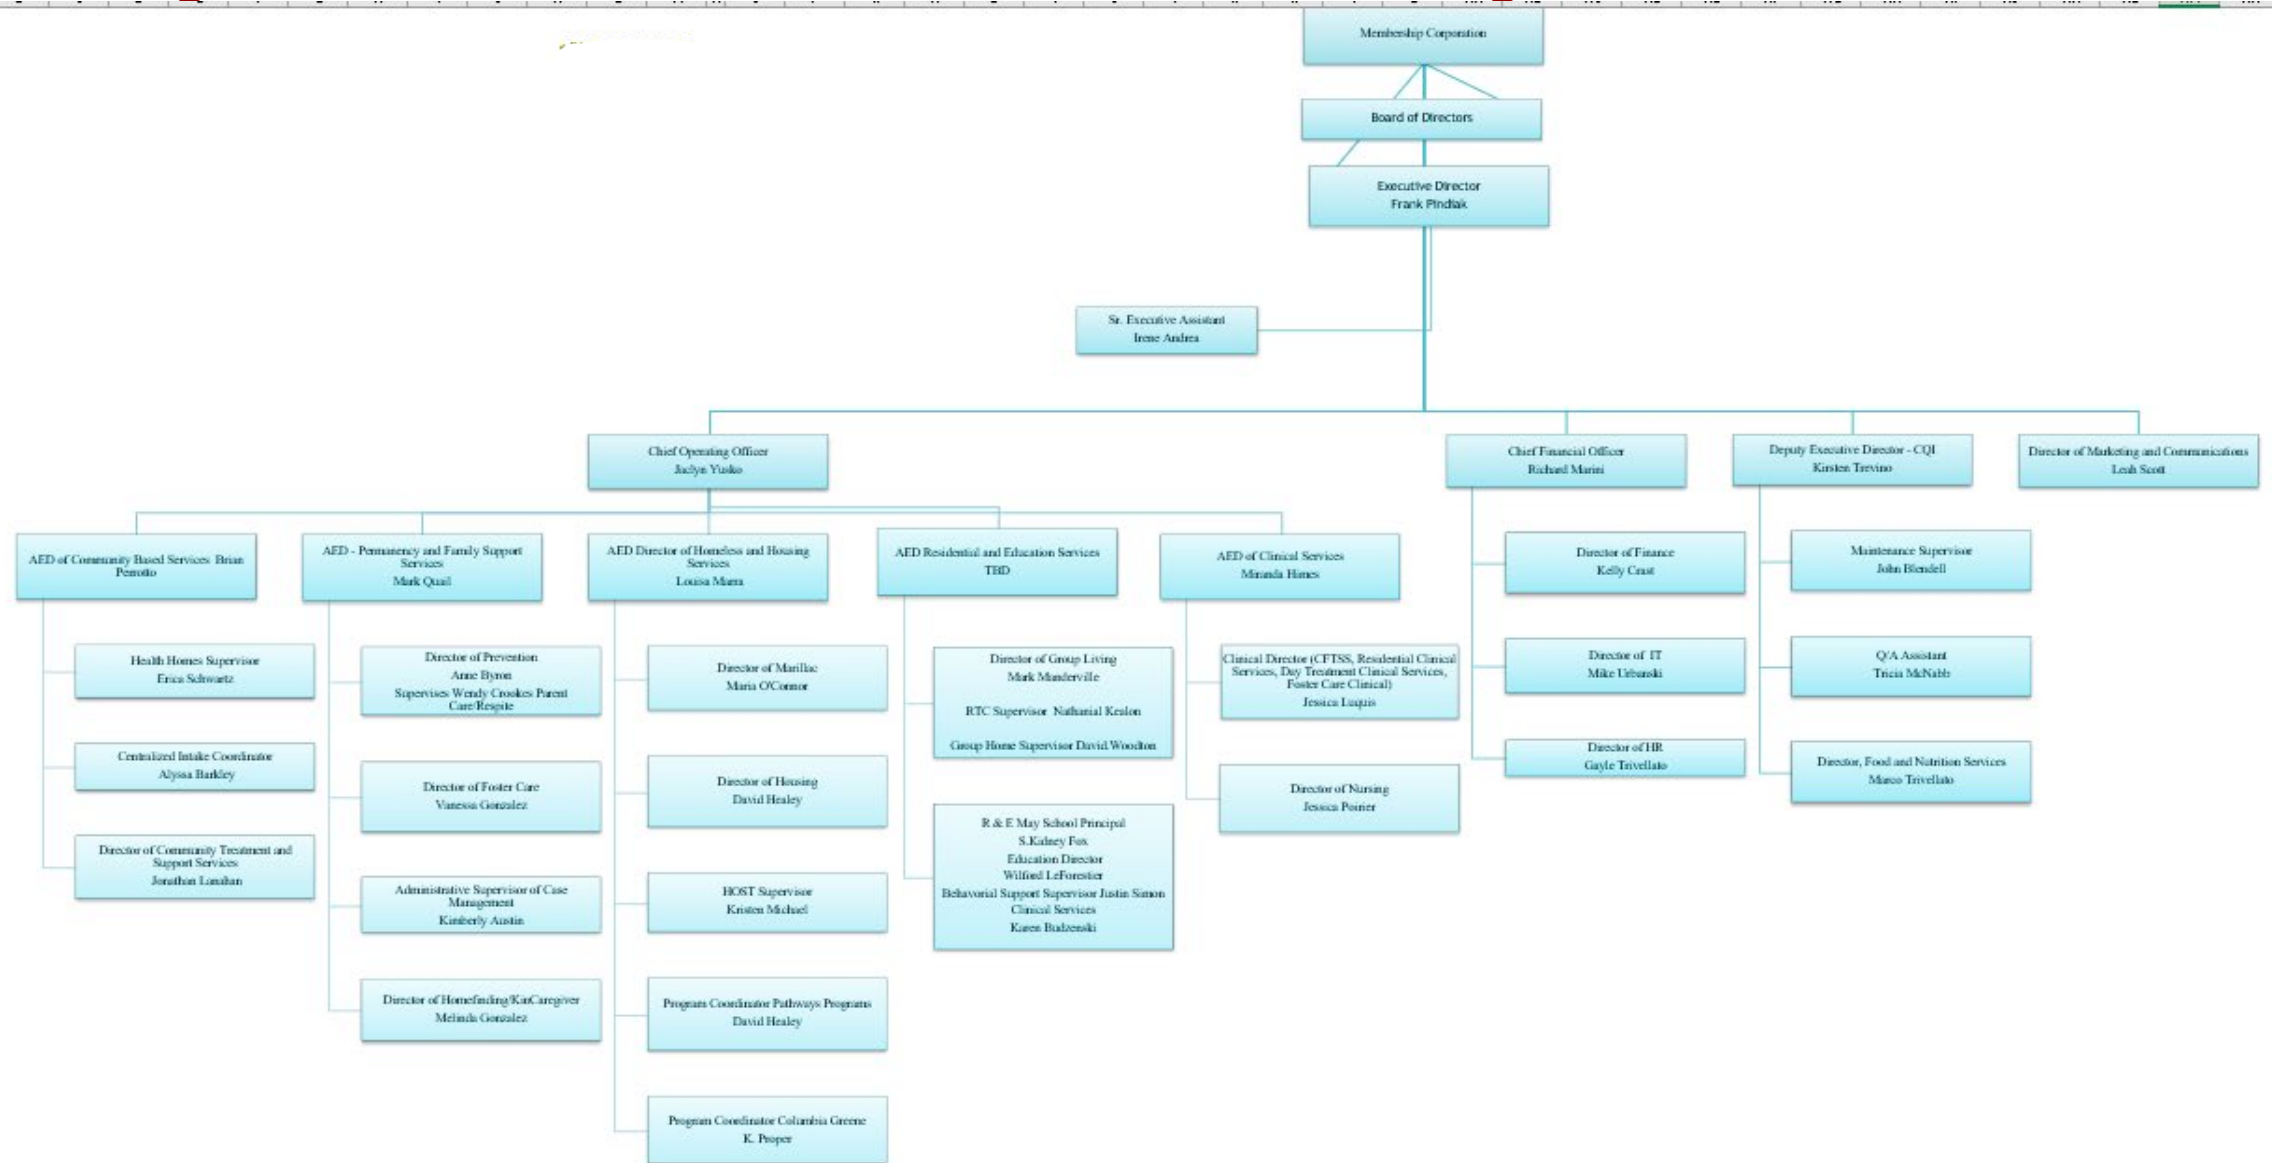 Membership Corporation
Board of Directors
Executive Director
Frank Pindiak
Sr. Executive Assistant
Irene Andrea
Chief Operating Officer
Jaclyn Yusko
Chief Financial Officer
Richard Marini
Deputy Executive Director - CQI
Kirsten Trevino
Director of Marketing and Communications
Leah Scott
AED of Community Based Services Brian
Perrotto
AED - Permanency and Family Support
Services
Mark Quail
AED Director of Homeless and Housing
Services
Louisa Marra
AED Residential and Education Services
TBD
AED of Clinical Services
Miranda Himes
Director of Finance
Kelly Crast
Maintenance Supervisor
John Blendell
Health Homes Supervisor
Erica Schwartz
Centralized Intake Coordinator
Alyssa Barkley
Director of Community Treatment and
Support Services
Jonathan Lanahan
Director of Prevention
Anne Byron
Supervises Wendy Crookes Parent
Care/Respite
Director of Foster Care
Vanessa Gonzalez
Administrative Supervisor of Case
Management
Kimberly Austin
Director of Homefinding/KinCaregiver
Melinda Gonzalez
Director of Marillac
Maria O'Connor
Director of Housing
David Healey
HOST Supervisor
Kristen Michael
Program Coordinator Pathways Programs
David Healey
Program Coordinator Columbia Greene
K. Proper
Director of Group Living
Mark Manderville
RTC Supervisor Nathanial Kealon
Group Home Supervisor David Woodton
R & E May School Principal
S.Kidney Fox
Education Director
Wilford LeForestier
Behavorial Support Supervisor Justin Simon
Clinical Services
Karen Budzenski
Clinical Director (CFTSS, Residential Clinical
Services, Day Treatment Clinical Services,
Foster Care Clinical)
Jessica Luquis
Director of Nursing
Jessica Poirier
Director of IT
Mike Urbanski
Director of HR
Gayle Trivellato
Q/A Assistant
Tricia McNabb
Director, Food and Nutrition Services
Marco Trivellato